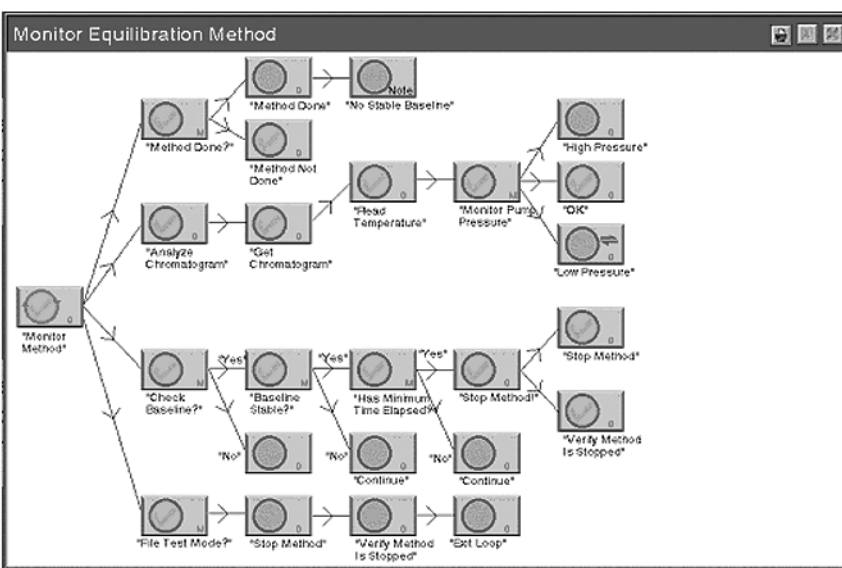 Monitor Equilibration Method
"Method Done"
Note
"No Stable Baseline"
"Method Done?"
"Method Not
Done"
"High Pressure"
"Read
Temperature"
"Monitor Pump
Pressure"
"OK"
"Analyze
Chromatogram"
"Get
Chromatogram"
"Low Pressure"
"Monitor
Method"
"Yes"
"Yes"
"Yes"
"Stop Method"
"Check
Baseline?"
"Baseline
Stable?"
"Has Minimum
Time Elapsed?"
"Stop Method!"
"Verify Method
Is Stopped"
"No"
"No"
"Continue"
"No"
"Continue"
"File Test Mode?"
"Stop Method"
"Verify Method
Is Stopped"
"Exit Loop"